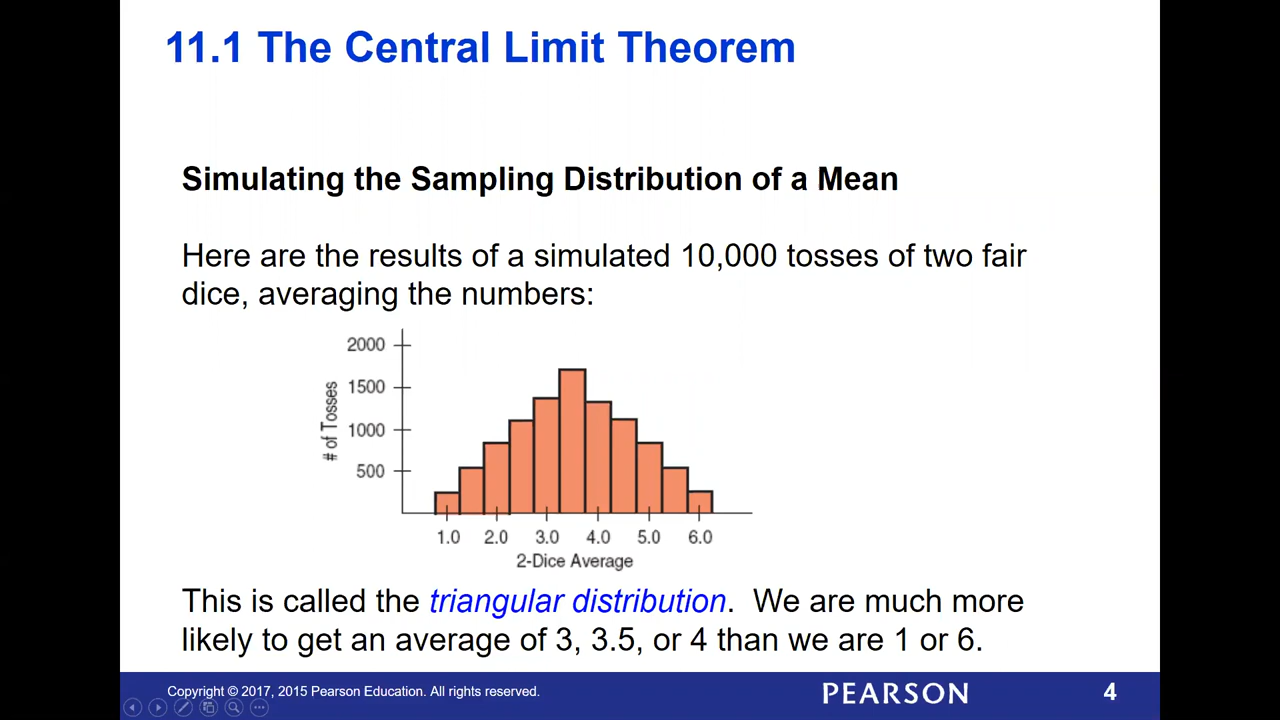 11.1 The Central Limit Theorem
Simulating the Sampling Distribution of a Mean
Here are the results of a simulated 10,000 tosses of two fair
dice, averaging the numbers:
2000
1500
1000
500
# of Tosses
1.0 2.0 3.0 4.0 5.0 6.0
2-Dice Average
This is called the triangular distribution. We are much more
likely to get an average of 3, 3.5, or 4 than we are 1 or 6.
Copyright © 2017, 2015 Pearson Education. All rights reserved.
PEARSON
4